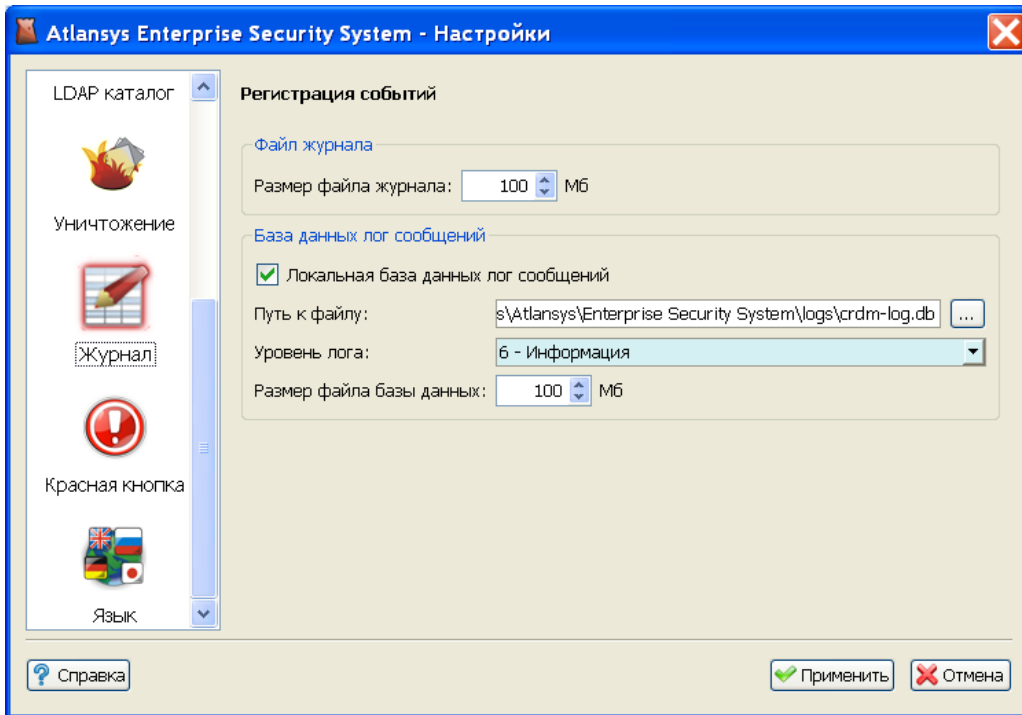 Atlansys Enterprise Security System - Настройки
LDAP каталог
Уничтожение
Журнал
Красная кнопка
Язык
Регистрация событий
Файл журнала
Размер файла журнала: 100 Мб
База данных лог сообщений
Локальная база данных лог сообщений
Путь к файлу: s\Atlansys\Enterprise Security System\logs\crdm-log.db ...
Уровень лога: 6 - Информация
Размер файла базы данных: 100 Мб
Справка Применить Отмена